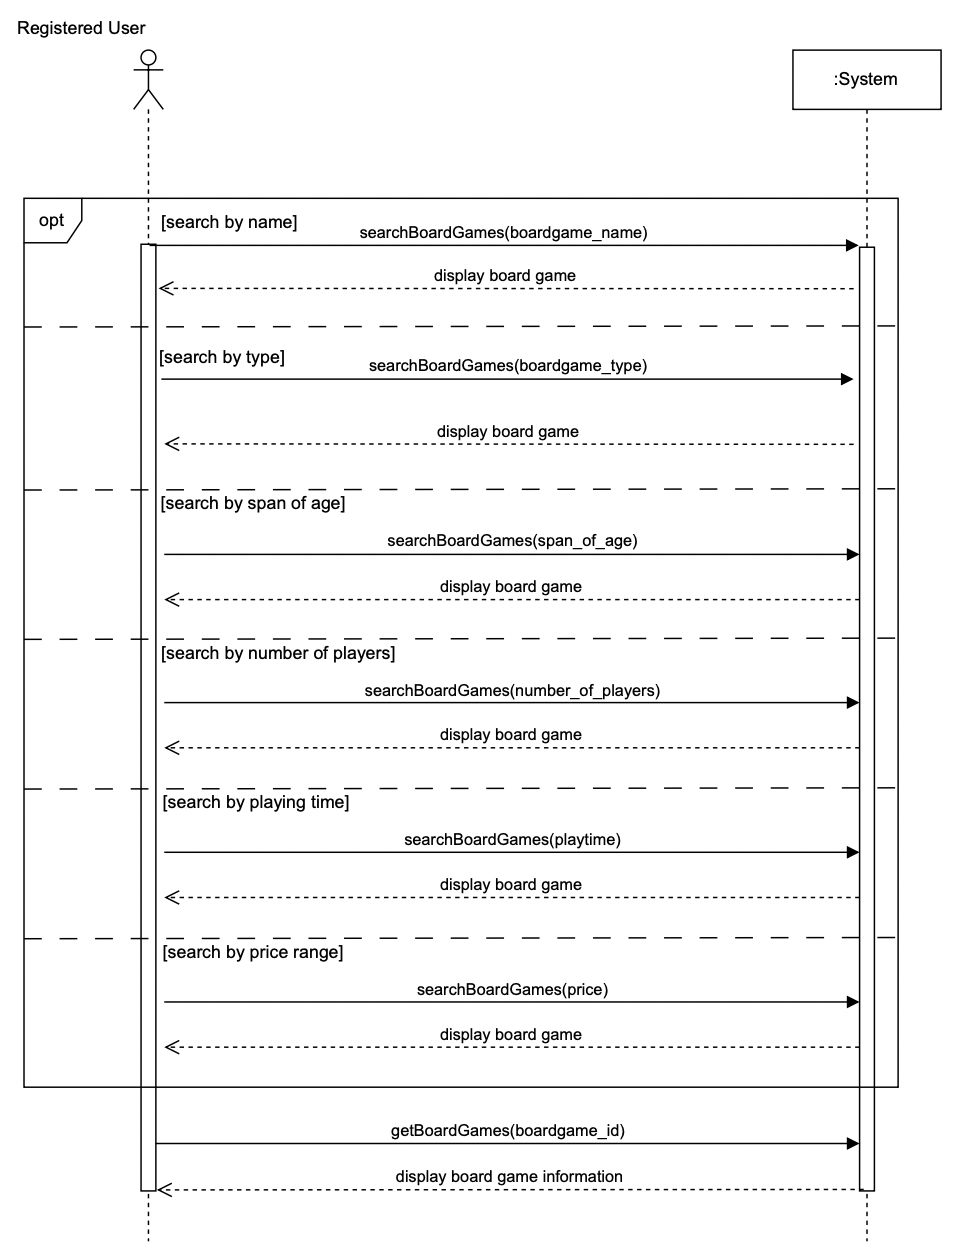 Registered User
:System
opt
[search by name]
searchBoardGames(boardgame_name)
display board game
[search by type]
searchBoardGames(boardgame_type)
display board game
[search by span of age]
searchBoardGames(span_of_age)
display board game
[search by number of players]
searchBoardGames(number_of_players)
display board game
[search by playing time]
searchBoardGames(playtime)
display board game
[search by price range]
searchBoardGames(price)
display board game
getBoardGames(boardgame_id)
display board game information